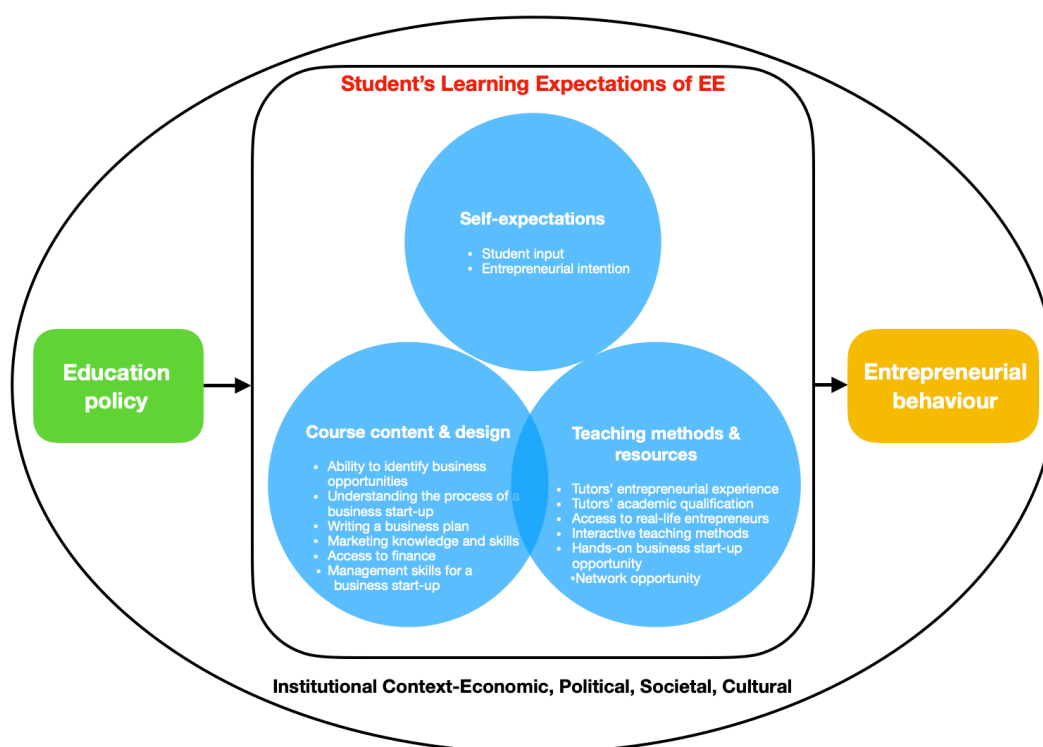 Student's Learning Expectations of EE
Self-expectations
• Student input
• Entrepreneurial intention
Education
policy
Entrepreneurial
behaviour
Course content & design
• Ability to identify business
opportunities
• Understanding the process of a
business start-up
• Writing a business plan
• Marketing knowledge and skills
• Access to finance
• Management skills for a
business start-up
Teaching methods &
resources
• Tutors' entrepreneurial experience
• Tutors' academic qualification
• Access to real-life entrepreneurs
• Interactive teaching methods
• Hands-on business start-up
opportunity
•Network opportunity
Institutional Context-Economic, Political, Societal, Cultural